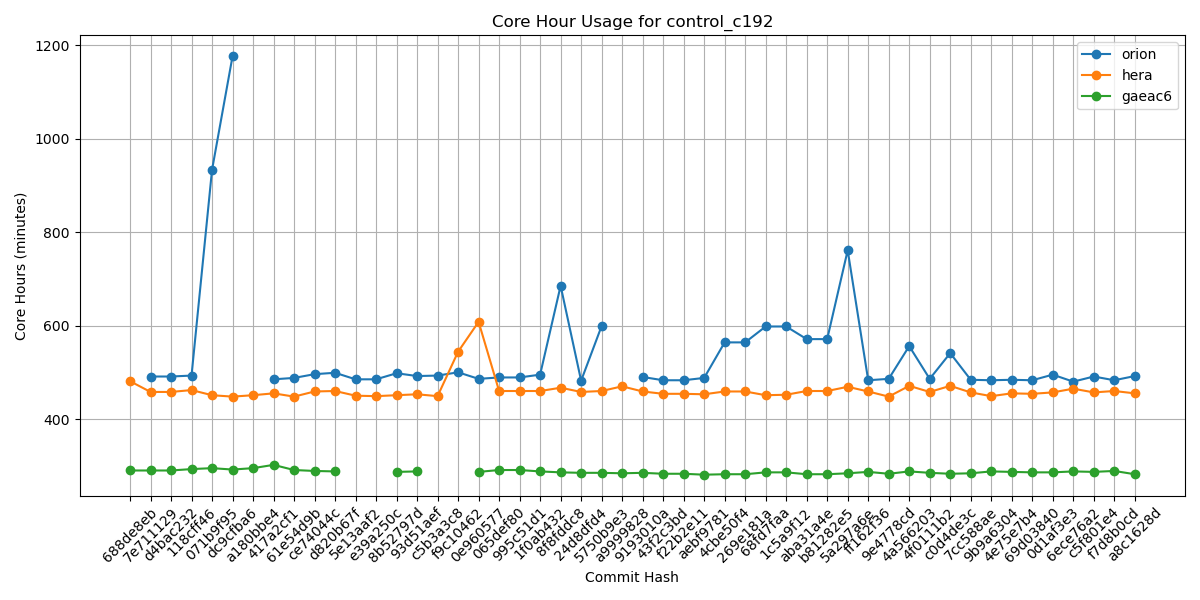 Core Hour Usage for control_c192
orion
hera
gaeac6
Core Hours (minutes)
1200
1000
800
600
400
688de8eb
7e711129
d4bac232
118cff46
071b9f95
dc9cfba6
a180bbe4
417a2cf1
61e54d9b
ce74044c
d820b67f
5e13aaf2
e39a250c
8b52797d
93d51aef
c5b3a3c8
f9c10462
0e960577
065def80
995c51d1
1f0ab432
8f8fddc8
24d8dfd4
5750b9e3
a9999828
9193010a
43f2c3bd
f22b2e11
aebf9781
4cbe50f4
269e181a
68fd7faa
1c5a9f12
aba31a4e
b81282e5
5a297a6e
ff162f36
9e4778cd
4a566203
4f0111b2
c0d4de3c
7cc588ae
9b9a6304
4e75e7b4
69d03840
0d1af3e3
6ece76a2
c5f801e4
f7d8b0cd
a8c1628d
Commit Hash